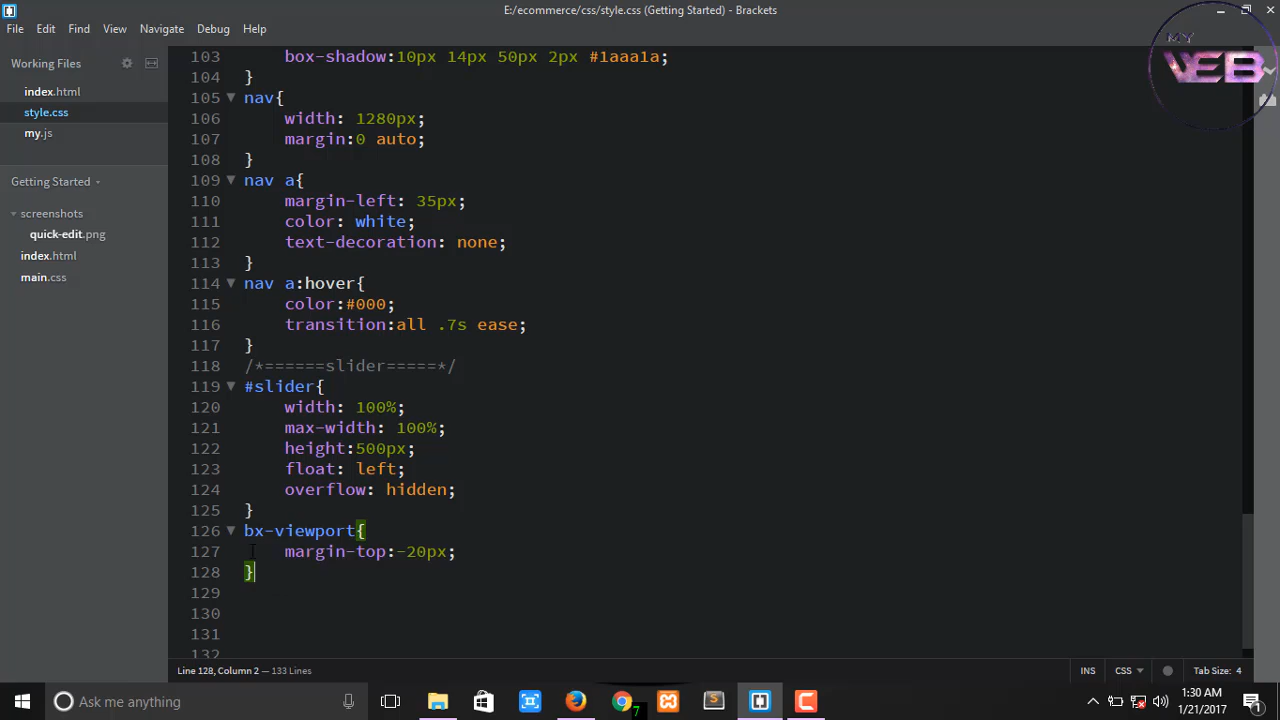 E:/ecommerce/css/style.css (Getting Started) - Brackets
File Edit Find View Navigate Debug Help
MY
WEB
Working Files
index.html
style.css
my.js
Getting Started
screenshots
quick-edit.png
index.html
main.css
103 box-shadow:10px 14px 50px 2px #1aaa1a;
104 }
105 nav{
106 width: 1280px;
107 margin:0 auto;
108 }
109 nav a{
110 margin-left: 35px;
111 color: white;
112 text-decoration: none;
113 }
114 nav a:hover{
115 color:#000;
116 transition:all .7s ease;
117 }
118 /*======slider=====*/
119 #slider{
120 width: 100%;
121 max-width: 100%;
122 height:500px;
123 float: left;
124 overflow: hidden;
125 }
126 bx-viewport{
127 margin-top:-20px;
128 }
129
130
131
132
Line 128, Column 2 — 133 Lines
INS CSS Tab Size: 4
Ask me anything
7
S
1:30 AM
1/21/2017
1